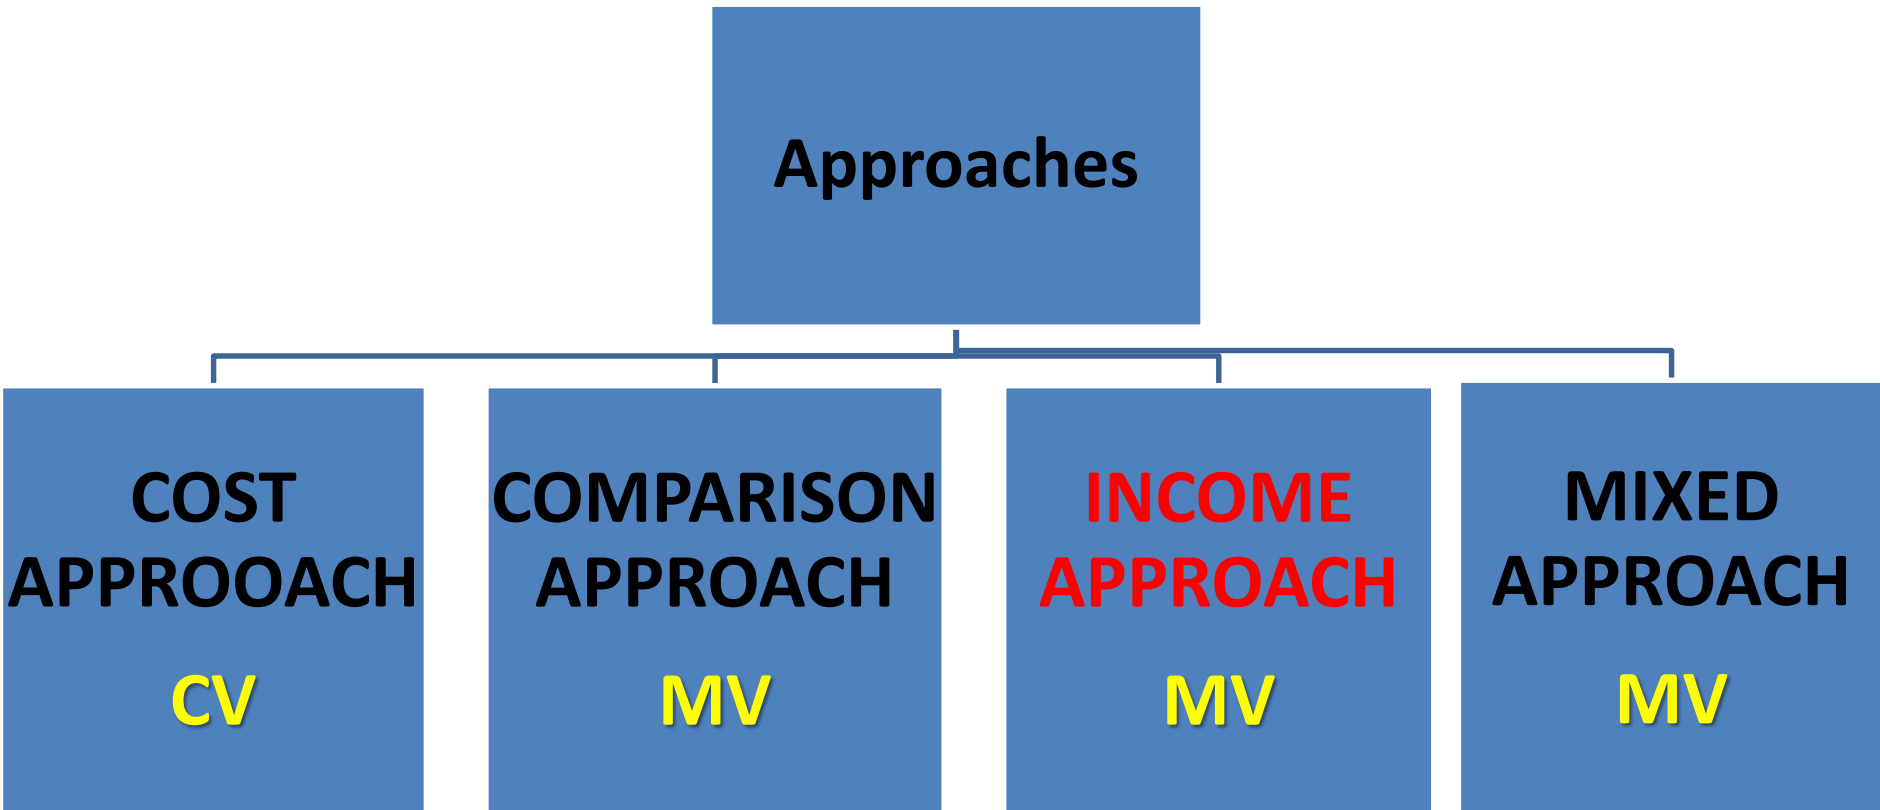 Approaches
COST
APPROOACH
CV
COMPARISON
APPROACH
MV
INCOME
APPROACH
MV
MIXED
APPROACH
MV